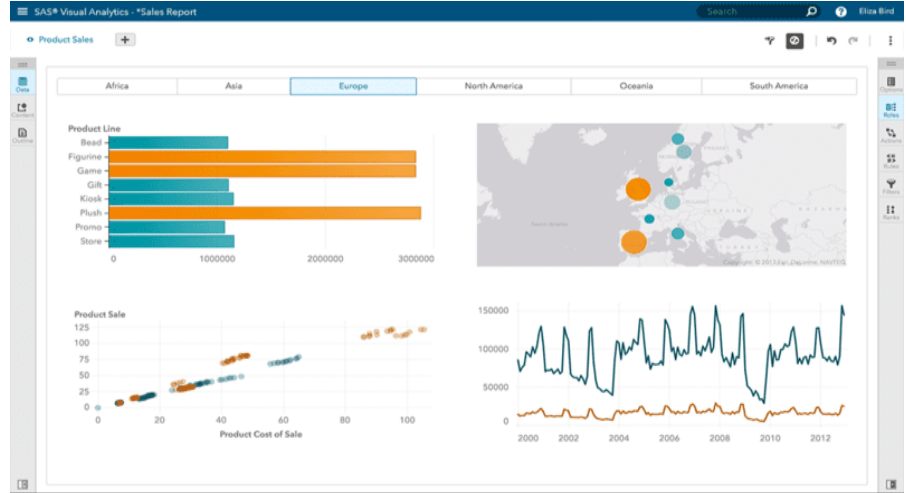 SAS® Visual Analytics - *Sales Report
Search
Eliza Bird
Product Sales
Data
Content
Outline
Africa
Asia
Europe
North America
Oceania
South America
Options
Roles
Actions
Rules
Filters
Ranks
Product Line
Bead
Figurine
Game
Gift
Kiosk
Plush
Promo
Store
0 1000000 2000000 3000000
Product Sale
125
100
75
50
25
0
0 20 40 60 80 100
Product Cost of Sale
150000
100000
50000
0
2000 2002 2004 2006 2008 2010 2012